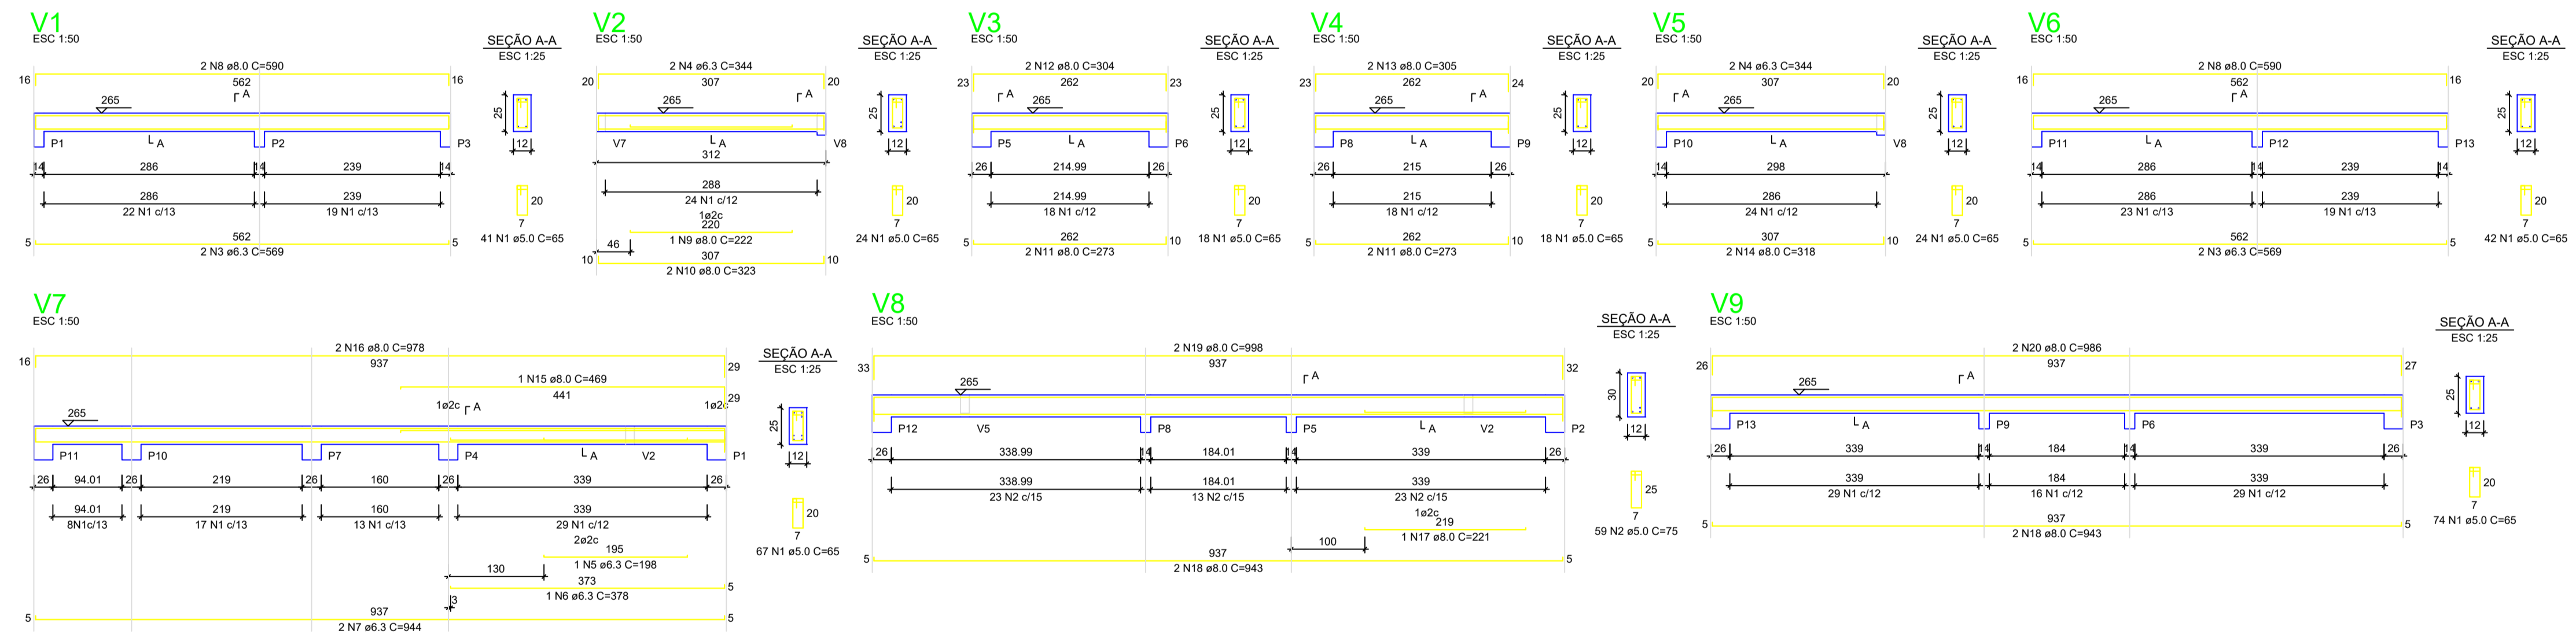 V1
ESC 1:50
2 N8 ø8.0 C=590
16
562
16
A
265
P1
A
P2
P3
14
286
14
239
14
286
22 N1 c/13
239
19 N1 c/13
5
562
5
2 N3 ø6.3 C=569
SEÇÃO A-A
ESC 1:25
25
12
20
7
41 N1 ø5.0 C=65
V2
ESC 1:50
2 N4 ø6.3 C=344
20
307
20
A
265
V7
A
V8
312
288
24 N1 c/12
1ø2c
220
1 N9 ø8.0 C=222
46
10
307
10
2 N10 ø8.0 C=323
SEÇÃO A-A
ESC 1:25
25
12
20
7
24 N1 ø5.0 C=65
V3
ESC 1:50
2 N12 ø8.0 C=304
23
262
23
A
265
P5
A
P6
26
214.99
26
214.99
18 N1 c/12
5
262
10
2 N11 ø8.0 C=273
SEÇÃO A-A
ESC 1:25
25
12
20
7
18 N1 ø5.0 C=65
V4
ESC 1:50
2 N13 ø8.0 C=305
23
262
24
A
265
P8
A
P9
26
215
26
215
18 N1 c/12
5
262
10
2 N11 ø8.0 C=273
SEÇÃO A-A
ESC 1:25
25
12
20
7
18 N1 ø5.0 C=65
V5
ESC 1:50
2 N4 ø6.3 C=344
20
307
20
A
265
P10
A
V8
14
298
286
24 N1 c/12
5
307
10
2 N14 ø8.0 C=318
SEÇÃO A-A
ESC 1:25
25
12
20
7
24 N1 ø5.0 C=65
V6
ESC 1:50
2 N8 ø8.0 C=590
16
562
16
A
265
P11
A
P12
P13
14
286
14
239
14
286
23 N1 c/13
239
19 N1 c/13
5
562
5
2 N3 ø6.3 C=569
SEÇÃO A-A
ESC 1:25
25
12
20
7
42 N1 ø5.0 C=65
V7
ESC 1:50
2 N16 ø8.0 C=978
16
937
29
1 N15 ø8.0 C=469
441
29
1ø2c
A
1ø2c
265
P11
P10
P7
P4
A
V2
P1
26
94.01
26
219
26
160
26
339
26
94.01
8N1c/13
219
17 N1 c/13
160
13 N1 c/13
339
29 N1 c/12
2ø2c
195
1 N5 ø6.3 C=198
130
373
5
1 N6 ø6.3 C=378
3
5
937
5
2 N7 ø6.3 C=944
SEÇÃO A-A
ESC 1:25
25
12
20
7
67 N1 ø5.0 C=65
V8
ESC 1:50
2 N19 ø8.0 C=998
33
937
32
A
265
P12
V5
P8
P5
A
V2
P2
26
338.99
14
184.01
14
339
26
338.99
23 N2 c/15
184.01
13 N2 c/15
339
23 N2 c/15
1ø2c
219
1 N17 ø8.0 C=221
100
5
937
5
2 N18 ø8.0 C=943
SEÇÃO A-A
ESC 1:25
30
12
25
7
59 N2 ø5.0 C=75
V9
ESC 1:50
2 N20 ø8.0 C=986
26
937
27
A
265
P13
A
P9
P6
P3
26
339
14
184
14
339
26
339
29 N1 c/12
184
16 N1 c/12
339
29 N1 c/12
5
937
5
2 N18 ø8.0 C=943
SEÇÃO A-A
ESC 1:25
25
12
20
7
74 N1 ø5.0 C=65